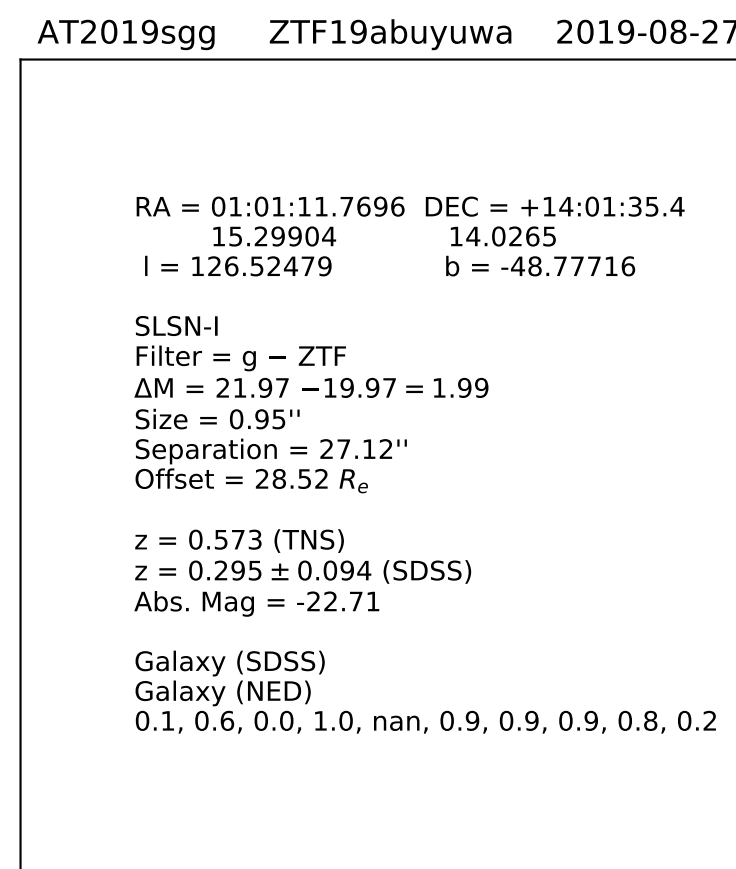 AT2019sgg ZTF19abuyuwa 2019-08-27
RA = 01:01:11.7696 DEC = +14:01:35.4
15.29904 14.0265
l = 126.52479 b = -48.77716
SLSN-I
Filter = g − ZTF
ΔM = 21.97 −19.97 = 1.99
Size = 0.95''
Separation = 27.12''
Offset = 28.52 Rₑ
z = 0.573 (TNS)
z = 0.295 ± 0.094 (SDSS)
Abs. Mag = -22.71
Galaxy (SDSS)
Galaxy (NED)
0.1, 0.6, 0.0, 1.0, nan, 0.9, 0.9, 0.9, 0.8, 0.2